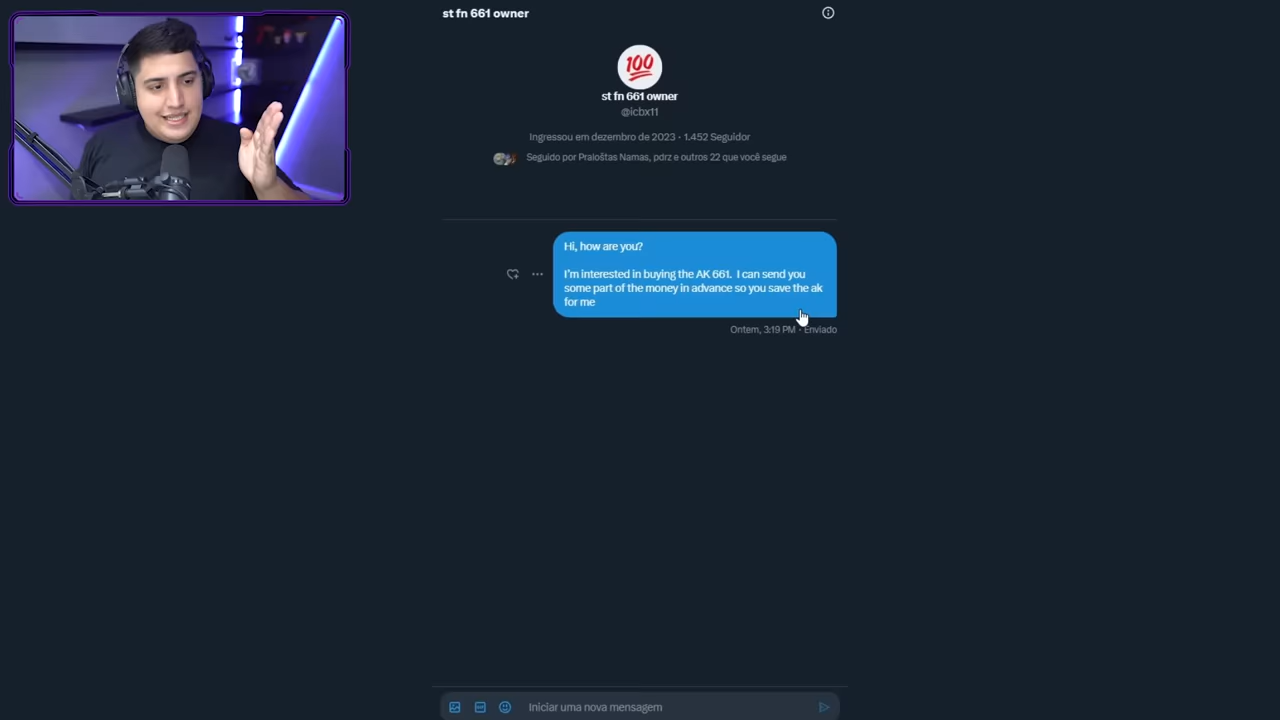 st fn 661 owner
100
st fn 661 owner
@icbx11
Ingressou em dezembro de 2023 · 1.452 Seguidor
Seguido por Praloštas Namas, pdrz e outros 22 que você segue
Hi, how are you?
I'm interested in buying the AK 661. I can send you
some part of the money in advance so you save the ak
for me
Ontem, 3:19 PM · Enviado
Iniciar uma nova mensagem